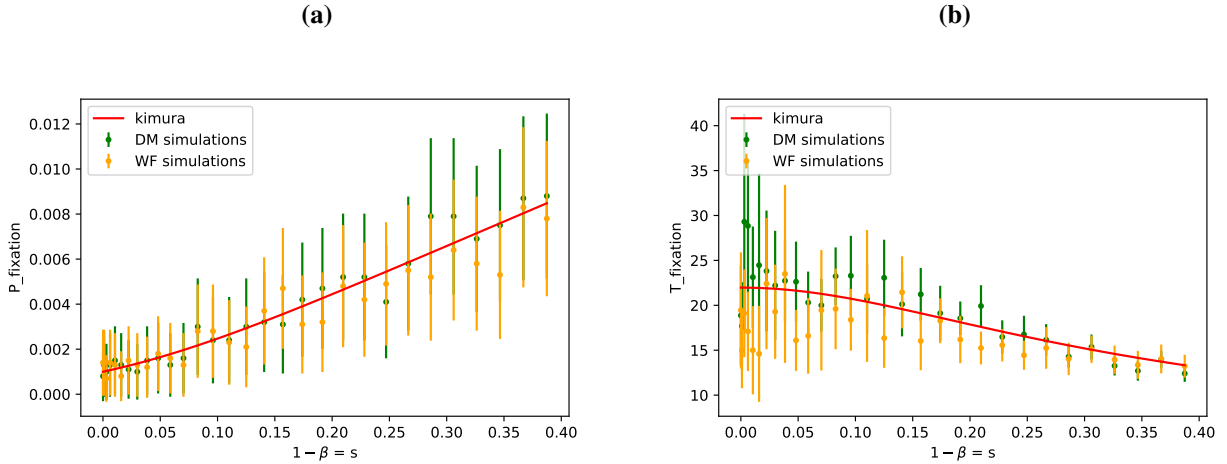 (a)
kimura
DM simulations
WF simulations
P_fixation
0.012
0.010
0.008
0.006
0.004
0.002
0.000
0.00 0.05 0.10 0.15 0.20 0.25 0.30 0.35 0.40
1 − β = s
(b)
kimura
DM simulations
WF simulations
T_fixation
40
35
30
25
20
15
10
0.00 0.05 0.10 0.15 0.20 0.25 0.30 0.35 0.40
1 − β = s